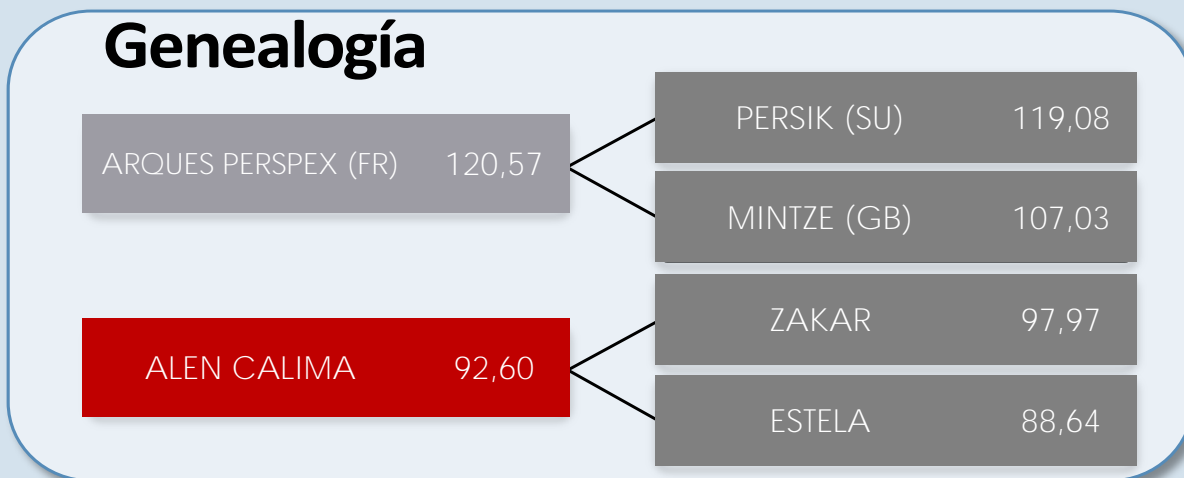 Genealogía
ARQUES PERSPEX (FR) 120,57
PERSIK (SU) 119,08
MINTZE (GB) 107,03
ALEN CALIMA 92,60
ZAKAR 97,97
ESTELA 88,64